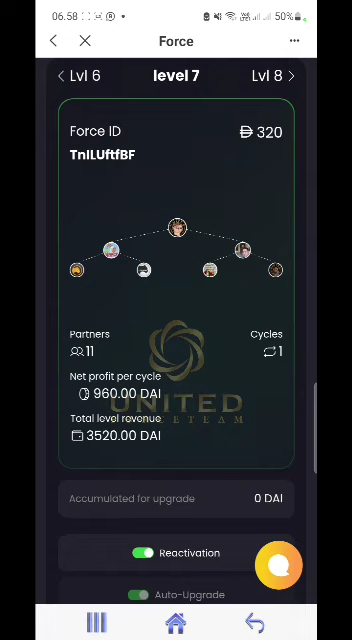 06.58 50%
Force
Lvl 6 level 7 Lvl 8
Force ID 320
TnILUftfBF
Partners Cycles
11 1
Net profit per cycle
960.00 DAI
UNITED
Total level revenue
3520.00 DAI
Accumulated for upgrade 0 DAI
Reactivation
Auto-Upgrade